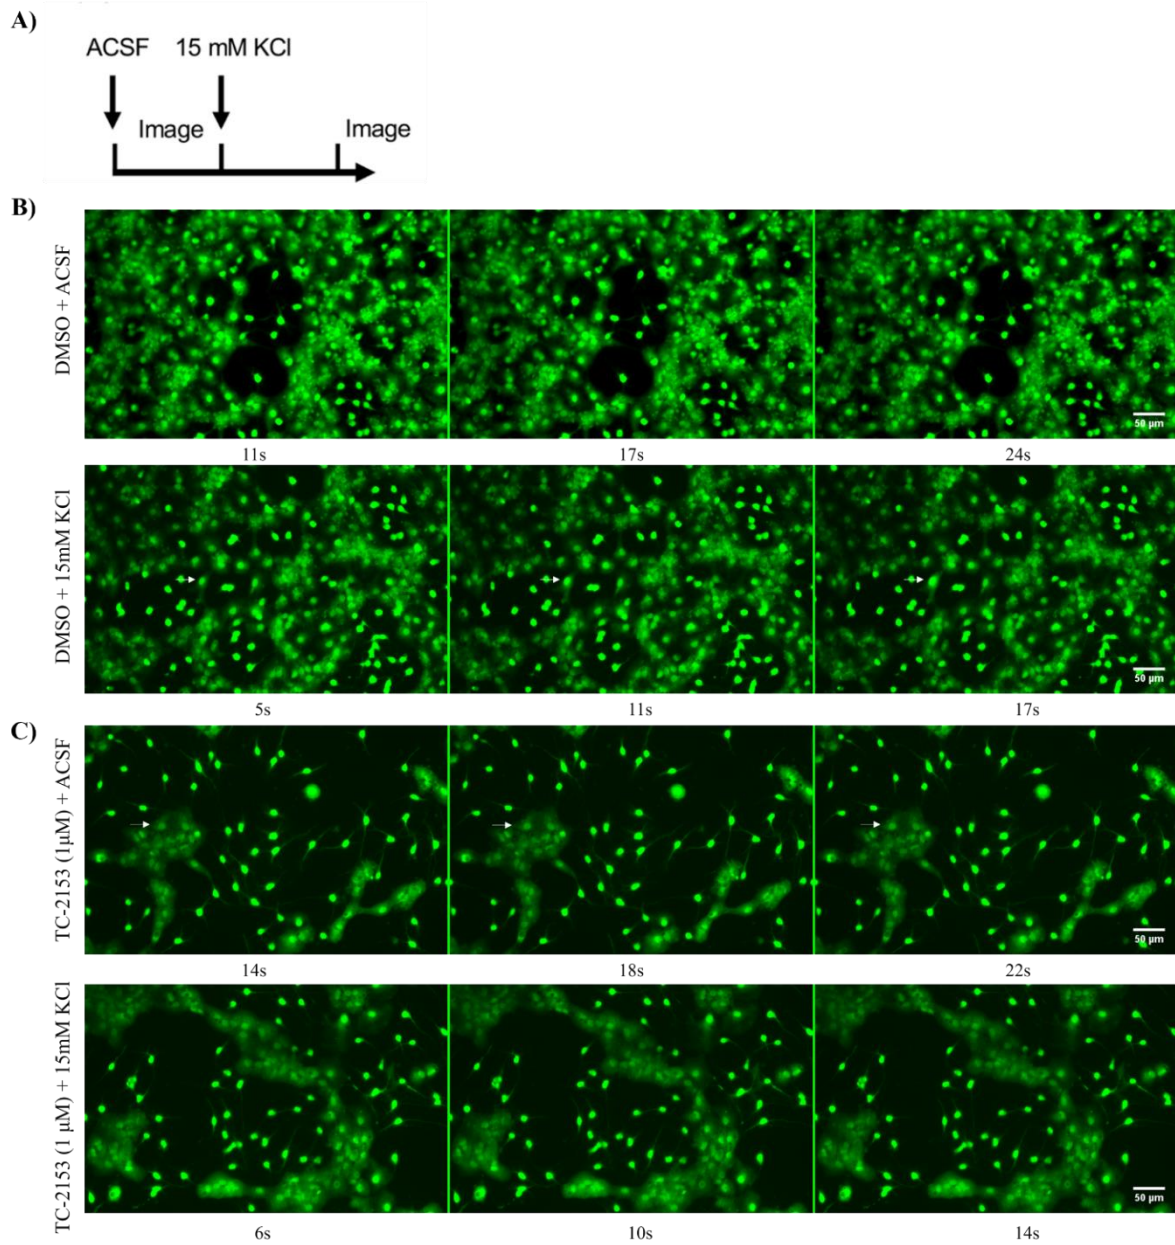 A)
ACSF 15 mM KCl
Image
Image
B)
DMSO + ACSF
50 µm
11s 17s 24s
DMSO + 15mM KCl
50 µm
5s 11s 17s
C)
TC-2153 (1µM) + ACSF
50 µm
14s 18s 22s
TC-2153 (1 µM) + 15mM KCl
50 µm
6s 10s 14s